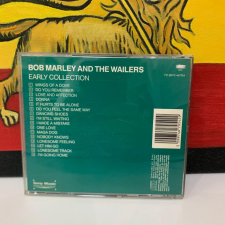 BOB MARLEY AND THE WAILERS
EARLY COLLECTION
WINGS OF A DOVE
DO YOU REMEMBER
LOVE AND AFFECTION
DONNA
IT HURTS TO BE ALONE
DO YOU FEEL THE SAME WAY
DANCING SHOES
I'M STILL WAITING
I MADE A MISTAKE
ONE LOVE
MAGA DOG
NOBODY KNOWS
LONESOME FEELING
LET HIM GO
LONESOME TRACK
I'M GOING HOME
Sony Music